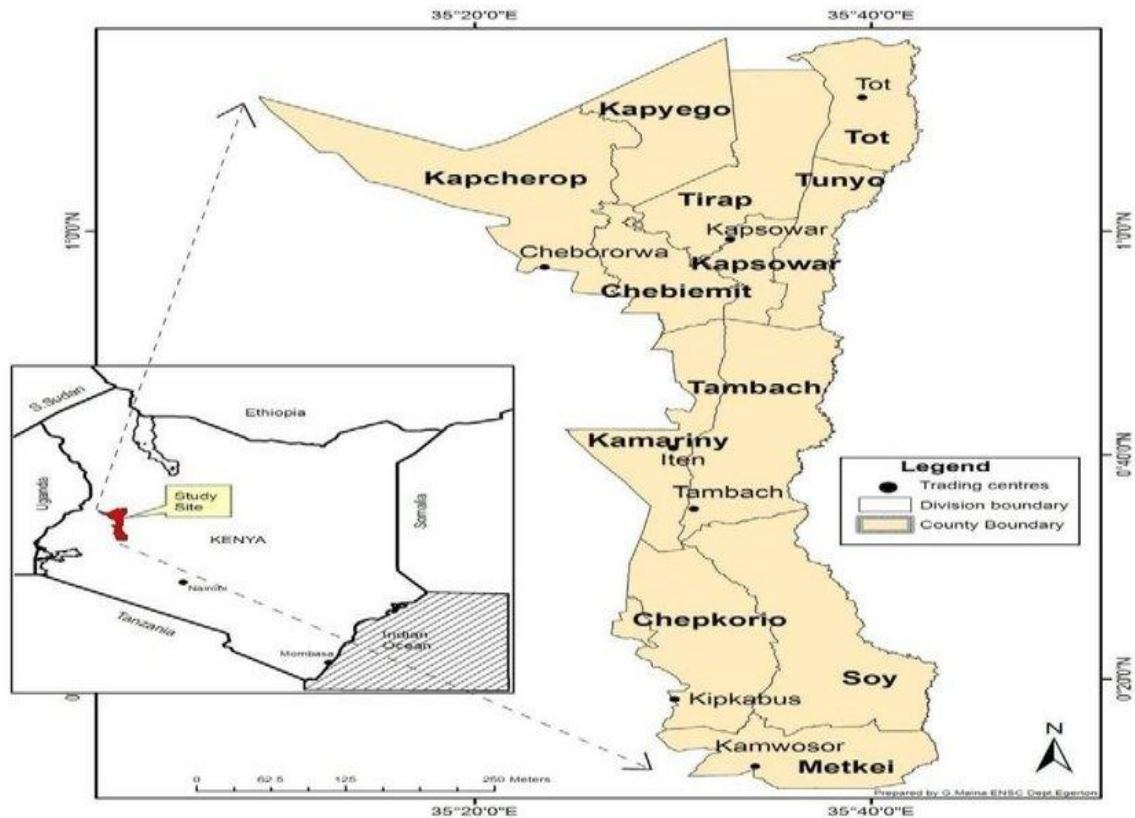 35°20'0"E
35°40'0"E
Tot
Kapyego
Tot
Kapcherop
Tunyo
Tirap
1°0'0"N
Kapsowar
1°0'0"N
Chebororwa
Kapsowar
Chebiemit
Tambach
S.Sudan
Ethiopia
Kamariny
Iten
0°40'0"N
Legend
Trading centres
Division boundary
County Boundary
Uganda
Study
Site
Somalia
Tambach
KENYA
Nairobi
Chepkorio
Tanzania
Indian
Ocean
Mombasa
Soy
0°20'0"N
Kipkabus
Kamwosor
N
Metkei
0 62.5 125 250 Meters
Prepared by G.Maina ENSC Dept.Egerton
35°20'0"E
35°40'0"E